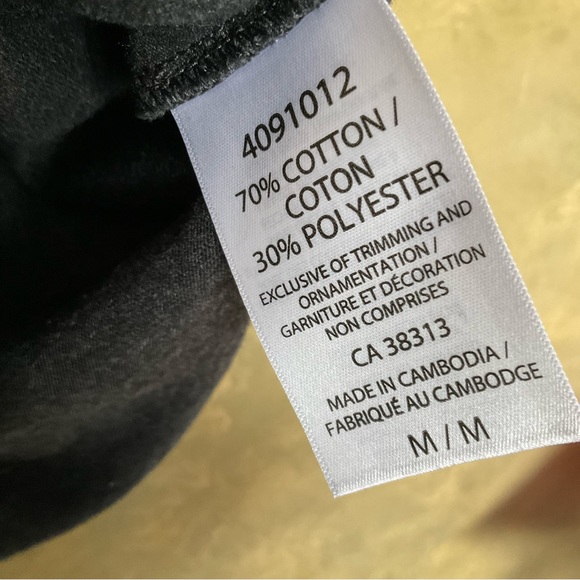 4091012
70% COTTON /
COTON
30% POLYESTER
EXCLUSIVE OF TRIMMING AND
ORNAMENTATION /
GARNITURE ET DÉCORATION
NON COMPRISES
CA 38313
MADE IN CAMBODIA /
FABRIQUÉ AU CAMBODGE
M / M